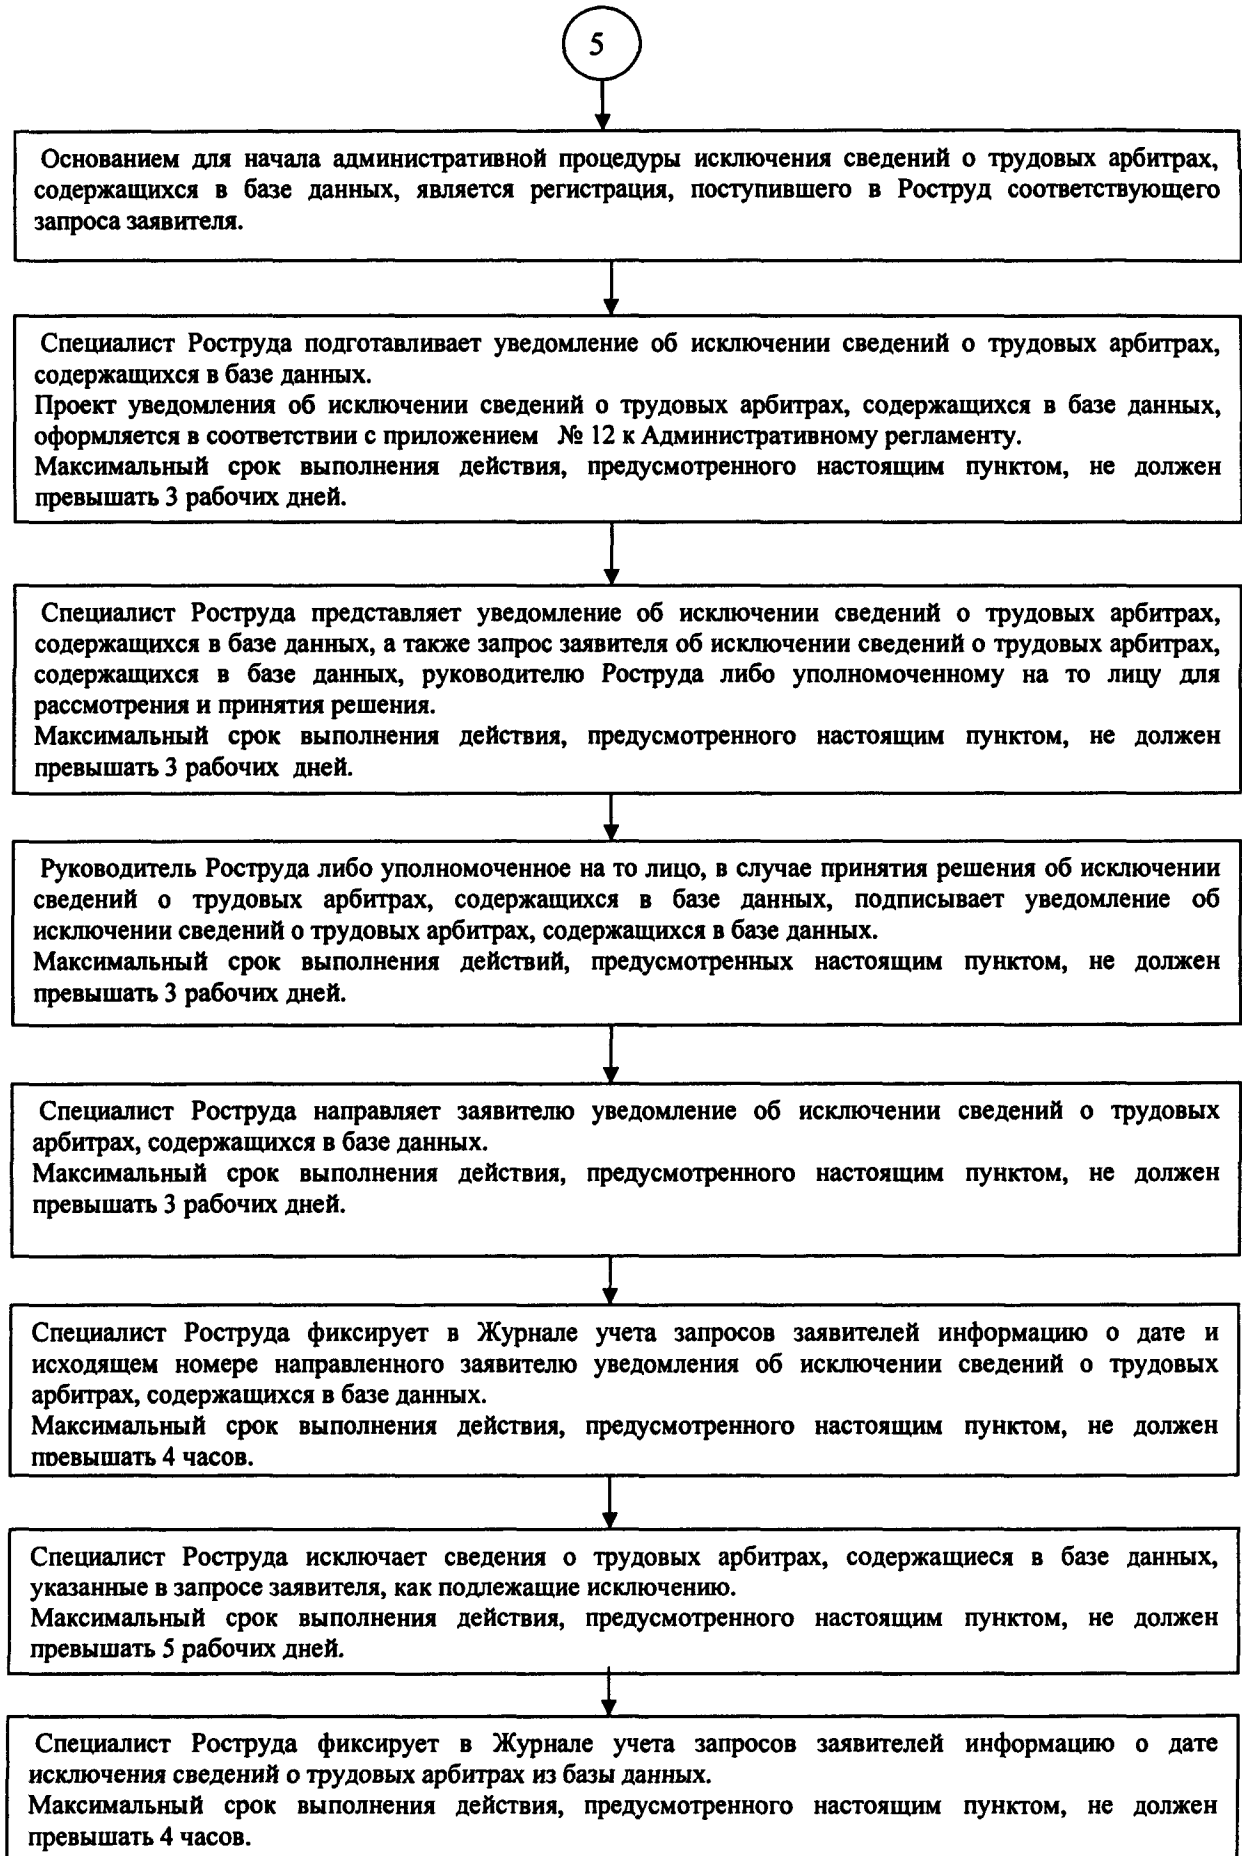 5
Основанием для начала административной процедуры исключения сведений о трудовых арбитрах,
содержащихся в базе данных, является регистрация, поступившего в Роструд соответствующего
запроса заявителя.
Специалист Роструда подготавливает уведомление об исключении сведений о трудовых арбитрах,
содержащихся в базе данных.
Проект уведомления об исключении сведений о трудовых арбитрах, содержащихся в базе данных,
оформляется в соответствии с приложением № 12 к Административному регламенту.
Максимальный срок выполнения действия, предусмотренного настоящим пунктом, не должен
превышать 3 рабочих дней.
Специалист Роструда представляет уведомление об исключении сведений о трудовых арбитрах,
содержащихся в базе данных, а также запрос заявителя об исключении сведений о трудовых арбитрах,
содержащихся в базе данных, руководителю Роструда либо уполномоченному на то лицу для
рассмотрения и принятия решения.
Максимальный срок выполнения действия, предусмотренного настоящим пунктом, не должен
превышать 3 рабочих дней.
Руководитель Роструда либо уполномоченное на то лицо, в случае принятия решения об исключении
сведений о трудовых арбитрах, содержащихся в базе данных, подписывает уведомление об
исключении сведений о трудовых арбитрах, содержащихся в базе данных.
Максимальный срок выполнения действий, предусмотренных настоящим пунктом, не должен
превышать 3 рабочих дней.
Специалист Роструда направляет заявителю уведомление об исключении сведений о трудовых
арбитрах, содержащихся в базе данных.
Максимальный срок выполнения действия, предусмотренного настоящим пунктом, не должен
превышать 3 рабочих дней.
Специалист Роструда фиксирует в Журнале учета запросов заявителей информацию о дате и
исходящем номере направленного заявителю уведомления об исключении сведений о трудовых
арбитрах, содержащихся в базе данных.
Максимальный срок выполнения действия, предусмотренного настоящим пунктом, не должен
превышать 4 часов.
Специалист Роструда исключает сведения о трудовых арбитрах, содержащиеся в базе данных,
указанные в запросе заявителя, как подлежащие исключению.
Максимальный срок выполнения действия, предусмотренного настоящим пунктом, не должен
превышать 5 рабочих дней.
Специалист Роструда фиксирует в Журнале учета запросов заявителей информацию о дате
исключения сведений о трудовых арбитрах из базы данных.
Максимальный срок выполнения действия, предусмотренного настоящим пунктом, не должен
превышать 4 часов.